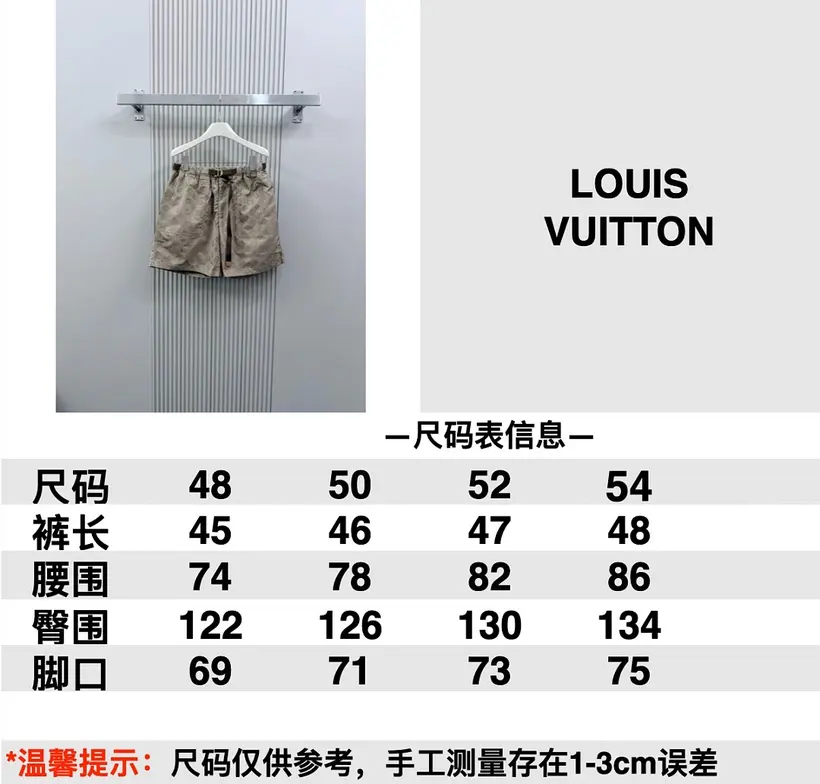 LOUIS
VUITTON
—尺码表信息—
尺码 48 50 52 54
裤长 45 46 47 48
腰围 74 78 82 86
臀围 122 126 130 134
脚口 69 71 73 75
*温馨提示：尺码仅供参考，手工测量存在1-3cm误差